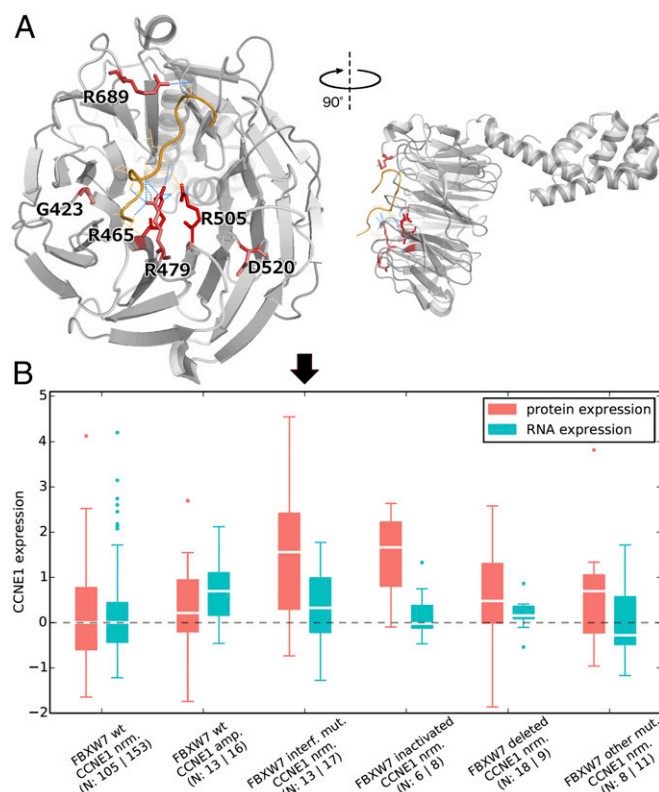 A
R689
90°
G423
R465
R505
R479
D520
B
protein expression
RNA expression
CCNE1 expression
5
4
3
2
1
0
−1
−2
FBXW7 wt
CCNE1 nrm.
(N: 105 | 153)
FBXW7 wt
CCNE1 amp.
(N: 13 | 16)
FBXW7 interf. mut.
CCNE1 nrm.
(N: 13 | 17)
FBXW7 inactivated
CCNE1 nrm.
(N: 6 | 8)
FBXW7 deleted
CCNE1 nrm.
(N: 18 | 9)
FBXW7 other mut.
CCNE1 nrm.
(N: 8 | 11)